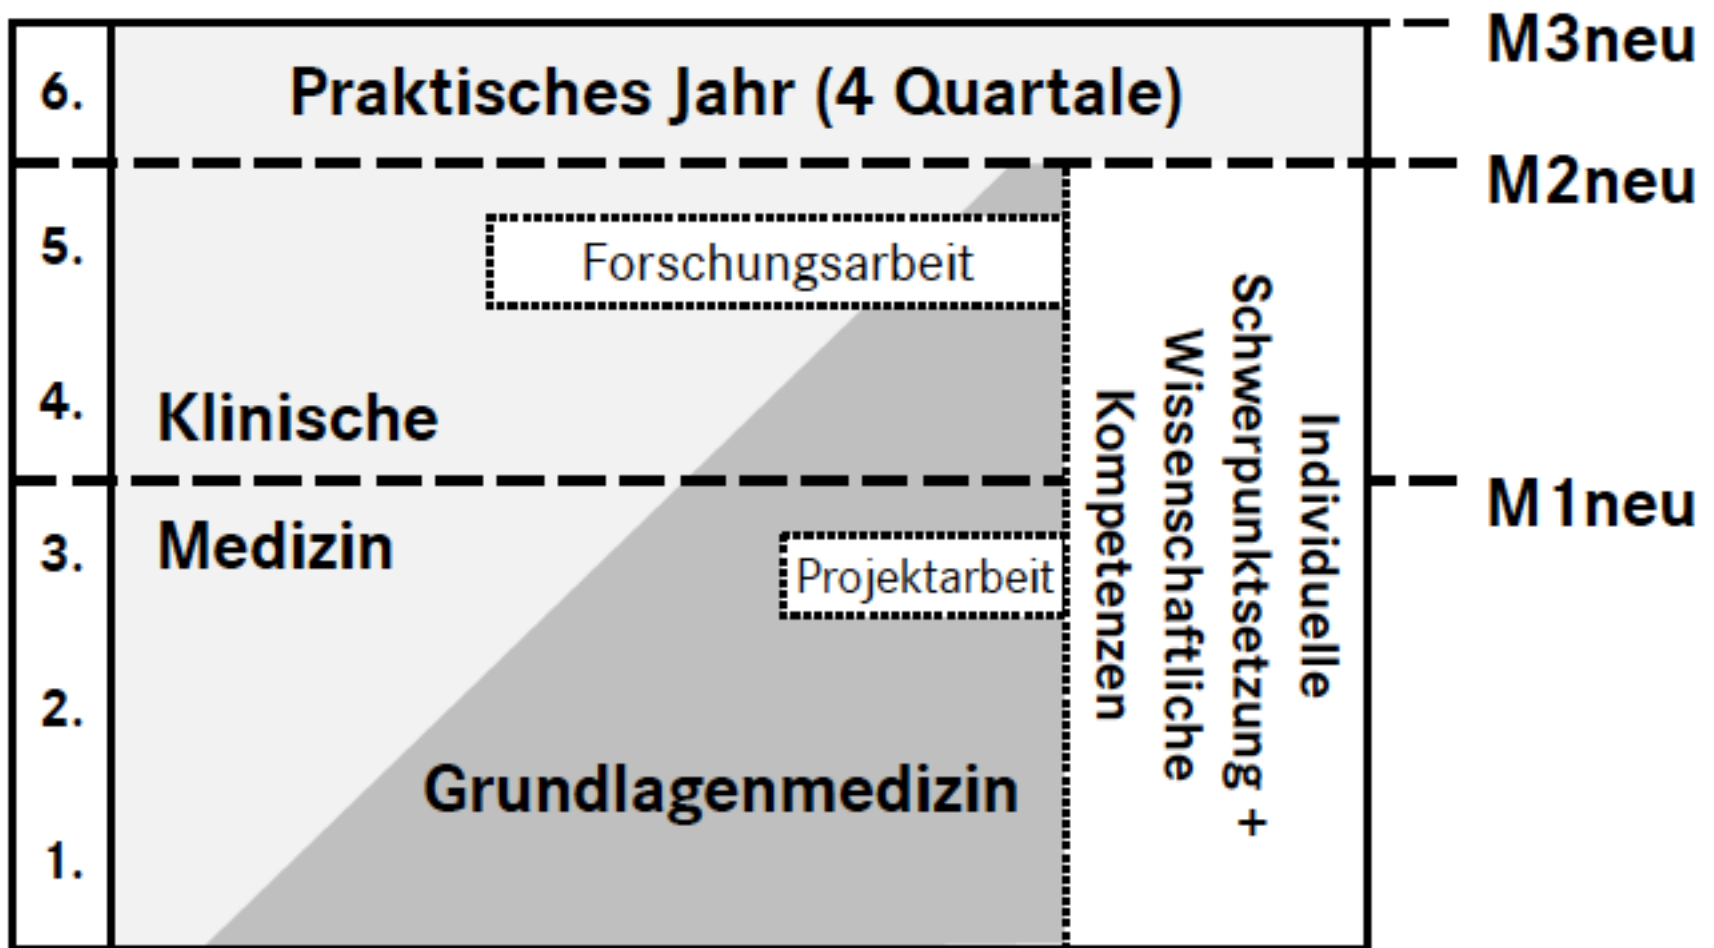 M3neu
6.
Praktisches Jahr (4 Quartale)
M2neu
5.
Forschungsarbeit
4.
Klinische
M1neu
3.
Medizin
Projektarbeit
2.
Grundlagenmedizin
1.
Individuelle
Schwerpunktsetzung +
Wissenschaftliche
Kompetenzen